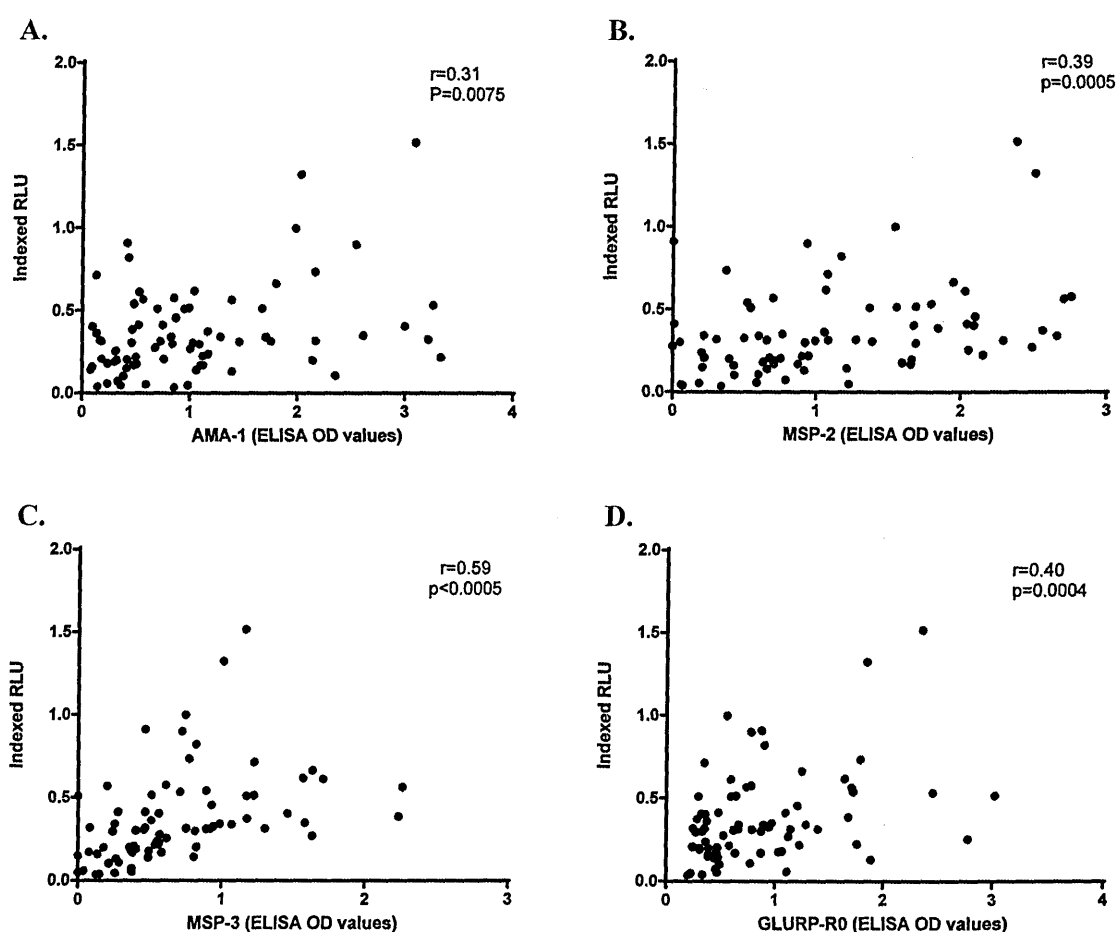 A.
r=0.31
P=0.0075
2.0
1.5
1.0
0.5
0.0
Indexed RLU
0 1 2 3 4
AMA-1 (ELISA OD values)
B.
r=0.39
p=0.0005
2.0
1.5
1.0
0.5
0.0
Indexed RLU
0 1 2 3
MSP-2 (ELISA OD values)
C.
r=0.59
p<0.0005
2.0
1.5
1.0
0.5
0.0
Indexed RLU
0 1 2 3
MSP-3 (ELISA OD values)
D.
r=0.40
p=0.0004
2.0
1.5
1.0
0.5
0.0
Indexed RLU
0 1 2 3 4
GLURP-R0 (ELISA OD values)